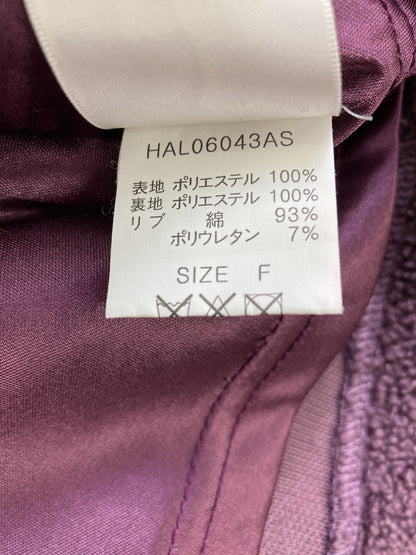 HAL06043AS
表地 ポリエステル 100%
裏地 ポリエステル 100%
リブ 綿 93%
ポリウレタン 7%
SIZE F